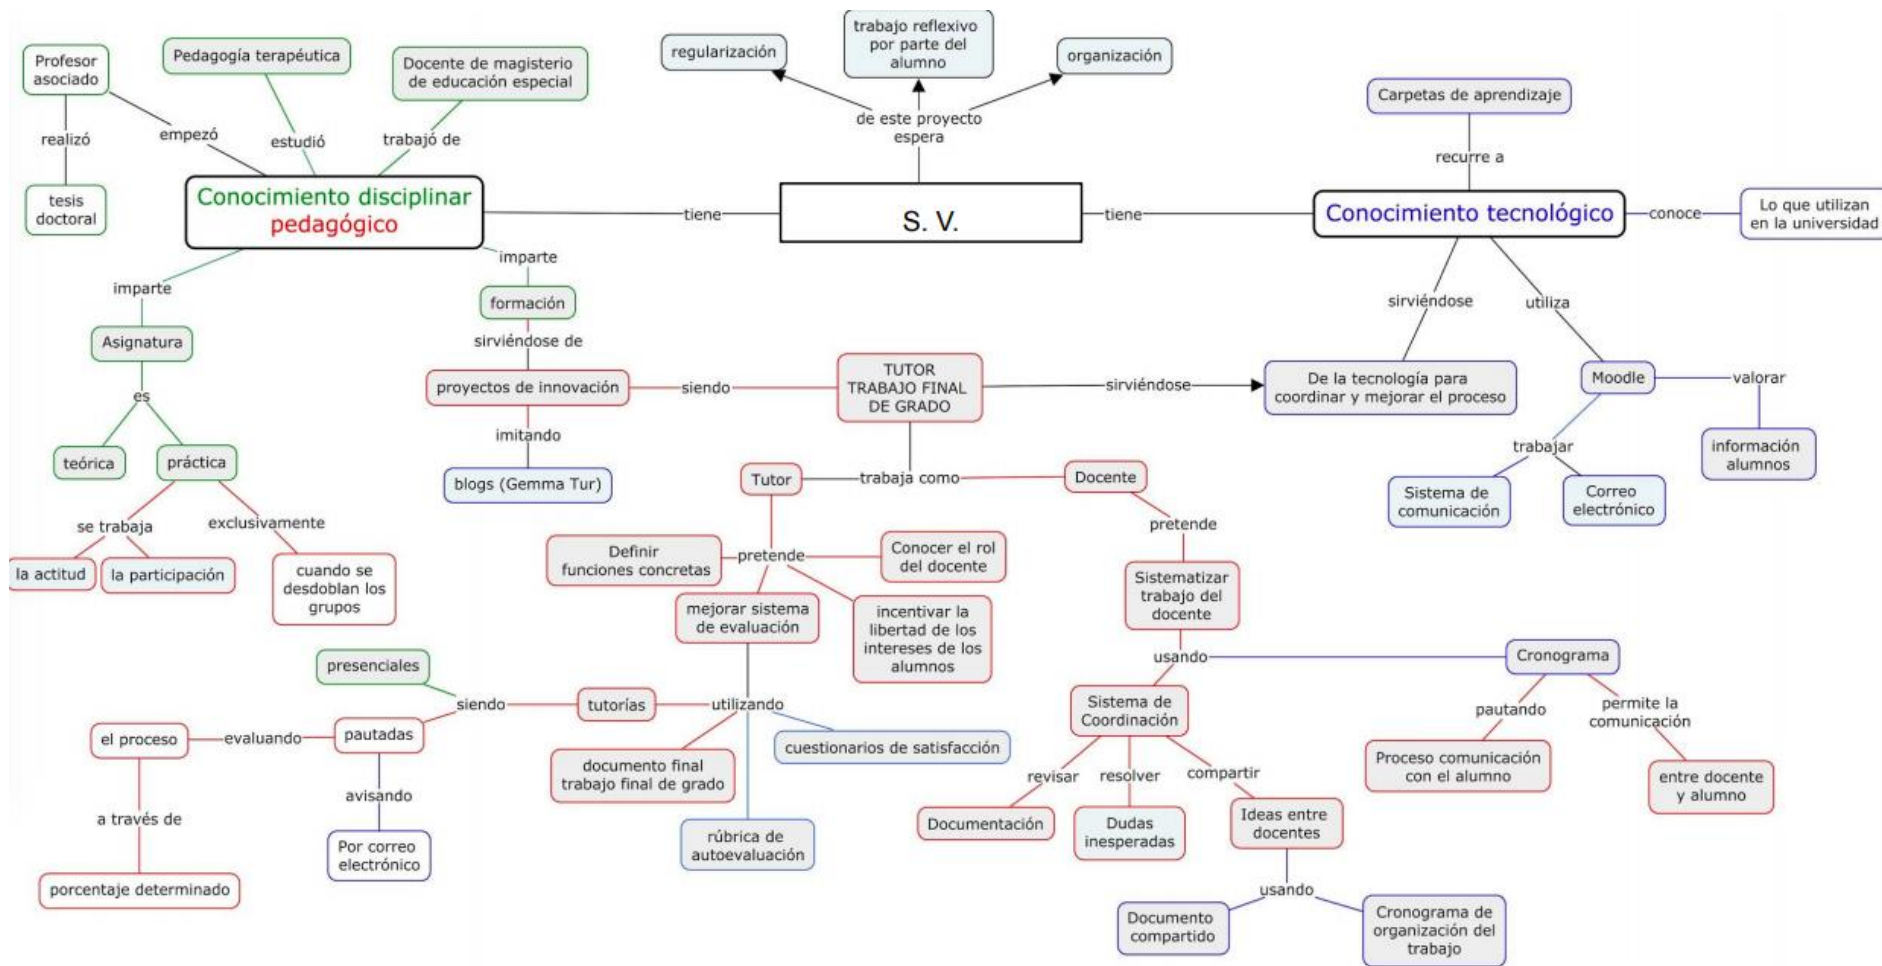 Profesor
asociado
Pedagogía terapéutica
Docente de magisterio
de educación especial
regularización
trabajo reflexivo
por parte del
alumno
organización
Carpetas de aprendizaje
realizó
empezó
estudió
trabajó de
de este proyecto
espera
recurre a
tesis
doctoral
Conocimiento disciplinar
pedagógico
tiene
S. V.
tiene
Conocimiento tecnológico
conoce
Lo que utilizan
en la universidad
imparte
imparte
formación
sirviéndose
utiliza
Asignatura
sirviéndose de
proyectos de innovación
siendo
TUTOR
TRABAJO FINAL
DE GRADO
sirviéndose
De la tecnología para
coordinar y mejorar el proceso
Moodle
valorar
es
imitando
teórica
práctica
blogs (Gemma Tur)
Tutor
trabaja como
Docente
trabajar
información
alumnos
Sistema de
comunicación
Correo
electrónico
se trabaja
exclusivamente
pretende
la actitud
la participación
cuando se
desdoblan los
grupos
Definir
funciones concretas
pretende
Conocer el rol
del docente
Sistematizar
trabajo del
docente
mejorar sistema
de evaluación
incentivar la
libertad de los
intereses de los
alumnos
usando
Cronograma
presenciales
siendo
tutorías
utilizando
Sistema de
Coordinación
pautando
permite la
comunicación
el proceso
evaluando
pautadas
cuestionarios de satisfacción
documento final
trabajo final de grado
revisar
resolver
compartir
Proceso comunicación
con el alumno
entre docente
y alumno
avisando
a través de
Documentación
Dudas
inesperadas
Ideas entre
docentes
Por correo
electrónico
rúbrica de
autoevaluación
porcentaje determinado
usando
Documento
compartido
Cronograma de
organización del
trabajo